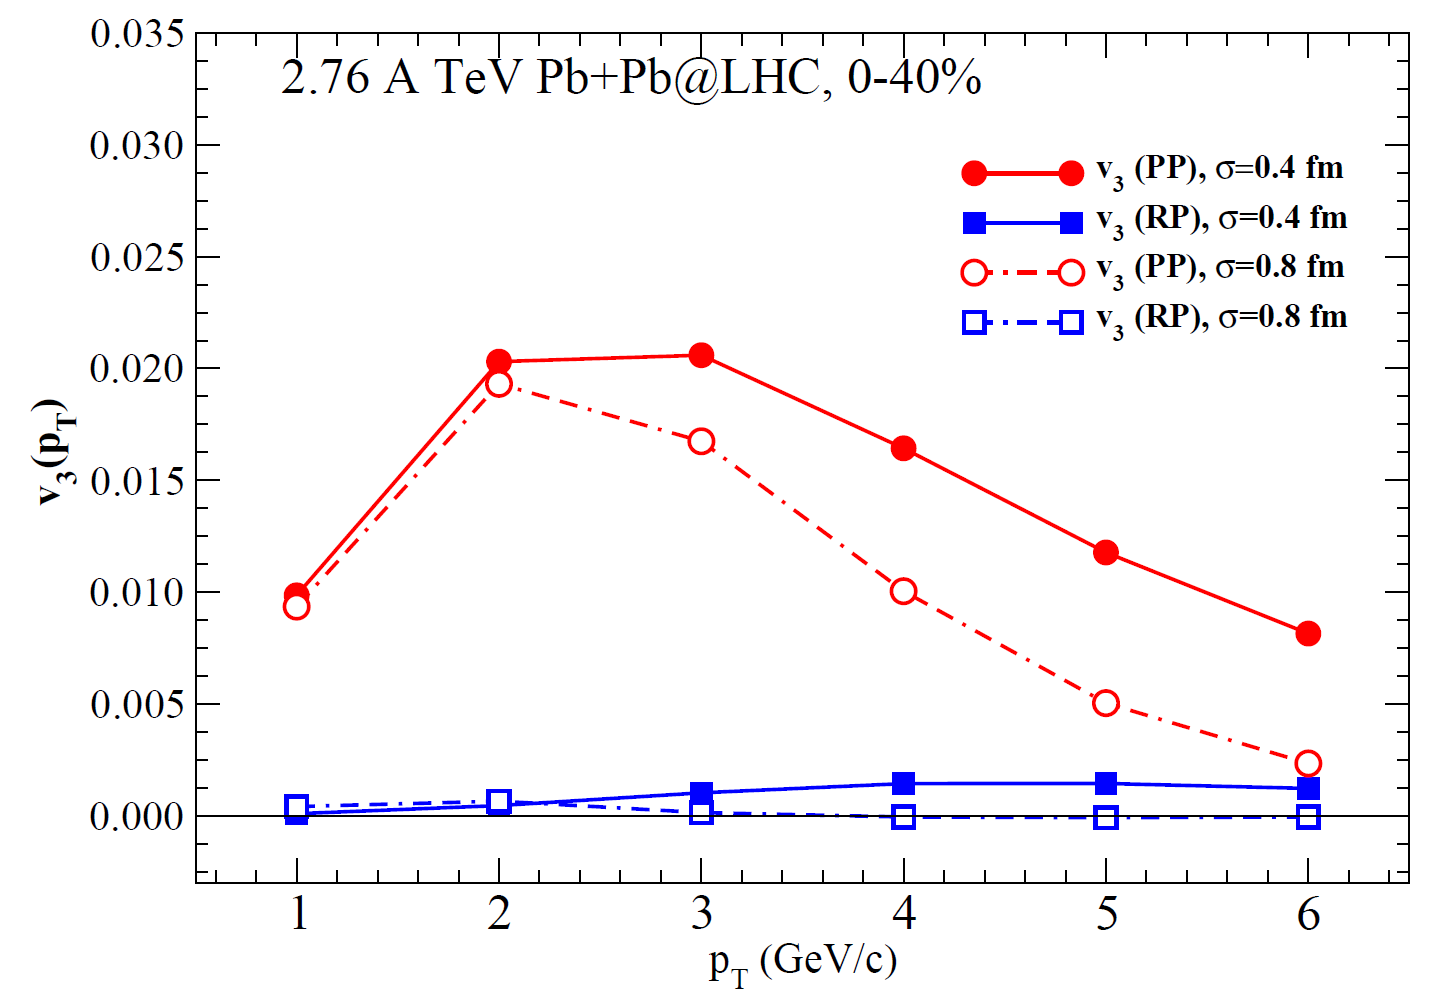 2.76 A TeV Pb+Pb@LHC, 0-40%
v3 (PP), σ=0.4 fm
v3 (RP), σ=0.4 fm
v3 (PP), σ=0.8 fm
v3 (RP), σ=0.8 fm
v3(pT)
0.035
0.030
0.025
0.020
0.015
0.010
0.005
0.000
1 2 3 4 5 6
pT (GeV/c)